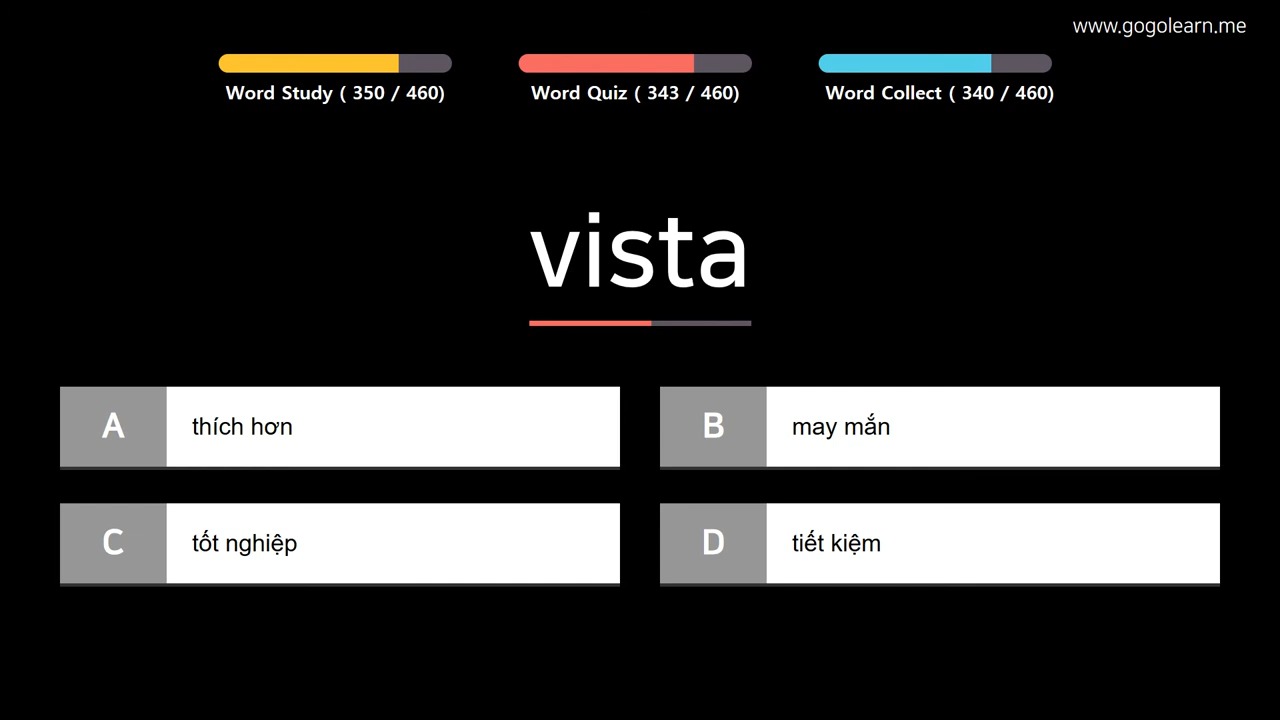 www.gogolearn.me
Word Study ( 350 / 460)
Word Quiz ( 343 / 460)
Word Collect ( 340 / 460)
vista
A thích hơn
B may mắn
C tốt nghiệp
D tiết kiệm